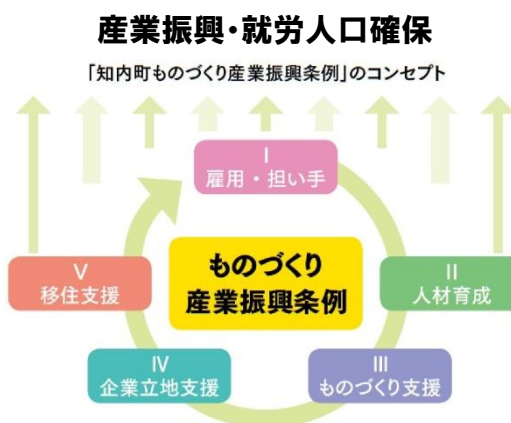 産業振興・就労人口確保
「知内町ものづくり産業振興条例」のコンセプト
I
雇用・担い手
II
人材育成
III
ものづくり支援
IV
企業立地支援
V
移住支援
ものづくり
産業振興条例